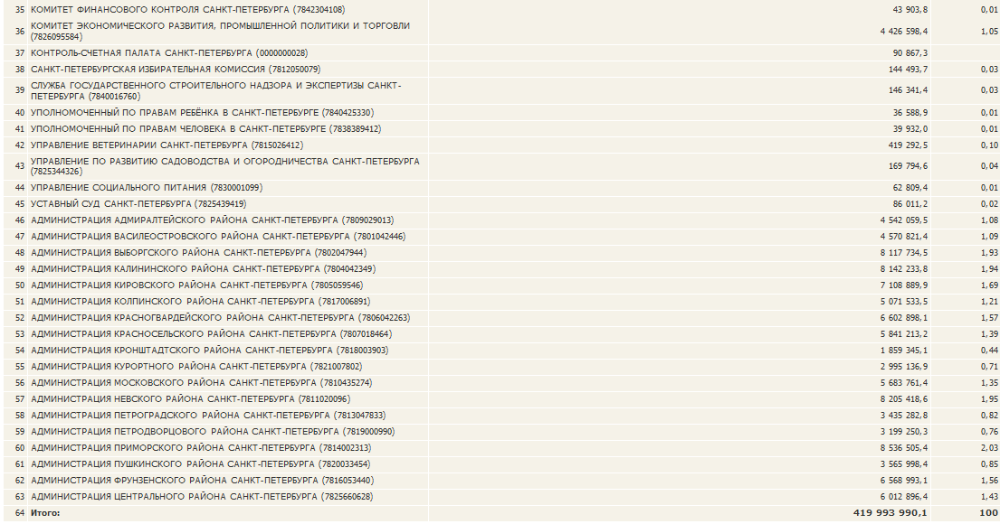 35 КОМИТЕТ ФИНАНСОВОГО КОНТРОЛЯ САНКТ-ПЕТЕРБУРГА (7842304108) 43 903,8 0,01
36 КОМИТЕТ ЭКОНОМИЧЕСКОГО РАЗВИТИЯ, ПРОМЫШЛЕННОЙ ПОЛИТИКИ И ТОРГОВЛИ
(7826095584) 4 426 598,4 1,05
37 КОНТРОЛЬ-СЧЕТНАЯ ПАЛАТА САНКТ-ПЕТЕРБУРГА (0000000028) 90 867,3
38 САНКТ-ПЕТЕРБУРГСКАЯ ИЗБИРАТЕЛЬНАЯ КОМИССИЯ (7812050079) 144 493,7 0,03
39 СЛУЖБА ГОСУДАРСТВЕННОГО СТРОИТЕЛЬНОГО НАДЗОРА И ЭКСПЕРТИЗЫ САНКТ-
ПЕТЕРБУРГА (7840016760) 146 341,4 0,03
40 УПОЛНОМОЧЕННЫЙ ПО ПРАВАМ РЕБЁНКА В САНКТ-ПЕТЕРБУРГЕ (7840425330) 36 588,9 0,01
41 УПОЛНОМОЧЕННЫЙ ПО ПРАВАМ ЧЕЛОВЕКА В САНКТ-ПЕТЕРБУРГЕ (7838389412) 39 932,0 0,01
42 УПРАВЛЕНИЕ ВЕТЕРИНАРИИ САНКТ-ПЕТЕРБУРГА (7815026412) 419 292,5 0,10
43 УПРАВЛЕНИЕ ПО РАЗВИТИЮ САДОВОДСТВА И ОГОРОДНИЧЕСТВА САНКТ-ПЕТЕРБУРГА
(7825344326) 169 794,6 0,04
44 УПРАВЛЕНИЕ СОЦИАЛЬНОГО ПИТАНИЯ (7830001099) 62 809,4 0,01
45 УСТАВНЫЙ СУД САНКТ-ПЕТЕРБУРГА (7825439419) 86 011,2 0,02
46 АДМИНИСТРАЦИЯ АДМИРАЛТЕЙСКОГО РАЙОНА САНКТ-ПЕТЕРБУРГА (7809029013) 4 542 059,5 1,08
47 АДМИНИСТРАЦИЯ ВАСИЛЕОСТРОВСКОГО РАЙОНА САНКТ-ПЕТЕРБУРГА (7801042446) 4 570 821,4 1,09
48 АДМИНИСТРАЦИЯ ВЫБОРГСКОГО РАЙОНА САНКТ-ПЕТЕРБУРГА (7802047944) 8 117 734,5 1,93
49 АДМИНИСТРАЦИЯ КАЛИНИНСКОГО РАЙОНА САНКТ-ПЕТЕРБУРГА (7804042349) 8 142 233,8 1,94
50 АДМИНИСТРАЦИЯ КИРОВСКОГО РАЙОНА САНКТ-ПЕТЕРБУРГА (7805059546) 7 108 889,9 1,69
51 АДМИНИСТРАЦИЯ КОЛПИНСКОГО РАЙОНА САНКТ-ПЕТЕРБУРГА (7817006891) 5 071 533,5 1,21
52 АДМИНИСТРАЦИЯ КРАСНОГВАРДЕЙСКОГО РАЙОНА САНКТ-ПЕТЕРБУРГА (7806042263) 6 602 898,1 1,57
53 АДМИНИСТРАЦИЯ КРАСНОСЕЛЬСКОГО РАЙОНА САНКТ-ПЕТЕРБУРГА (7807018464) 5 841 213,2 1,39
54 АДМИНИСТРАЦИЯ КРОНШТАДТСКОГО РАЙОНА САНКТ-ПЕТЕРБУРГА (7818003903) 1 859 345,1 0,44
55 АДМИНИСТРАЦИЯ КУРОРТНОГО РАЙОНА САНКТ-ПЕТЕРБУРГА (7821007802) 2 995 136,9 0,71
56 АДМИНИСТРАЦИЯ МОСКОВСКОГО РАЙОНА САНКТ-ПЕТЕРБУРГА (7810435274) 5 683 761,4 1,35
57 АДМИНИСТРАЦИЯ НЕВСКОГО РАЙОНА САНКТ-ПЕТЕРБУРГА (7811020096) 8 205 418,6 1,95
58 АДМИНИСТРАЦИЯ ПЕТРОГРАДСКОГО РАЙОНА САНКТ-ПЕТЕРБУРГА (7813047833) 3 435 282,8 0,82
59 АДМИНИСТРАЦИЯ ПЕТРОДВОРЦОВОГО РАЙОНА САНКТ-ПЕТЕРБУРГА (7819000990) 3 199 250,3 0,76
60 АДМИНИСТРАЦИЯ ПРИМОРСКОГО РАЙОНА САНКТ-ПЕТЕРБУРГА (7814002313) 8 536 505,4 2,03
61 АДМИНИСТРАЦИЯ ПУШКИНСКОГО РАЙОНА САНКТ-ПЕТЕРБУРГА (7820033454) 3 565 998,4 0,85
62 АДМИНИСТРАЦИЯ ФРУНЗЕНСКОГО РАЙОНА САНКТ-ПЕТЕРБУРГА (7816053440) 6 568 993,1 1,56
63 АДМИНИСТРАЦИЯ ЦЕНТРАЛЬНОГО РАЙОНА САНКТ-ПЕТЕРБУРГА (7825660628) 6 012 896,4 1,43
64 Итого: 419 993 990,1 100